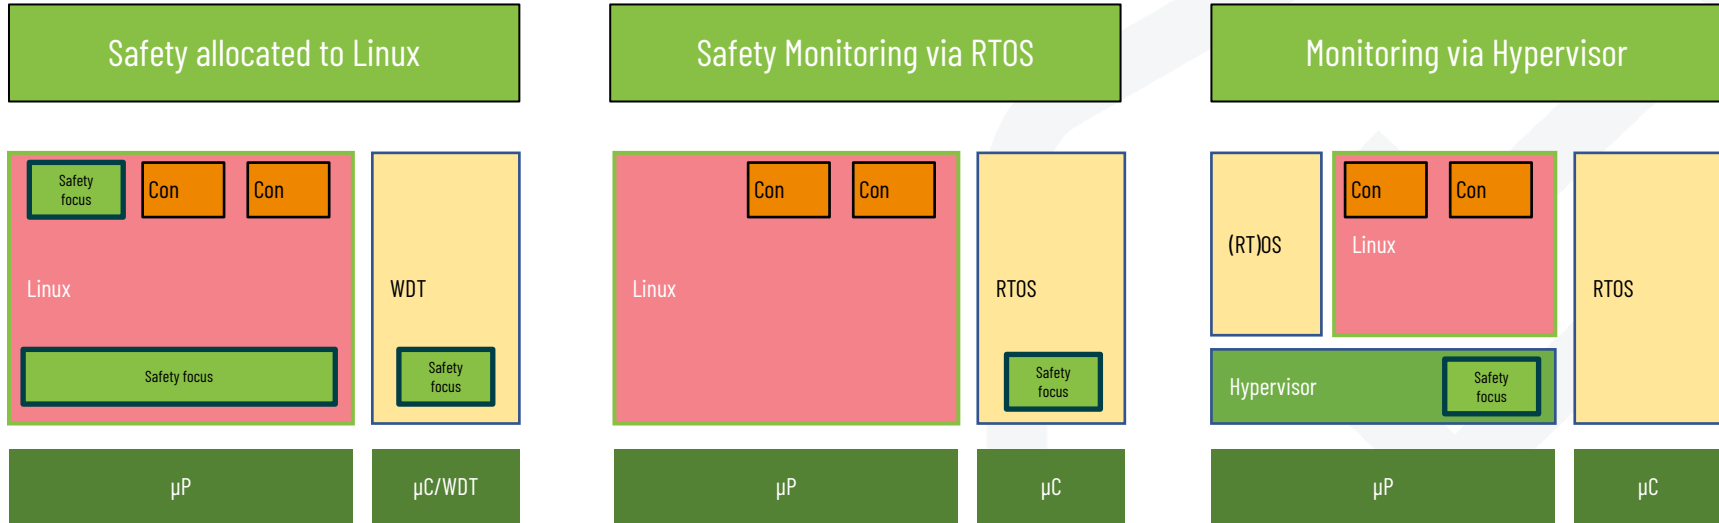 Safety allocated to Linux
Safety
focus
Con
Con
Linux
Safety focus
WDT
Safety
focus
µP
µC/WDT
Safety Monitoring via RTOS
Con
Con
Linux
RTOS
Safety
focus
µP
µC
Monitoring via Hypervisor
(RT)OS
Con
Con
Linux
Hypervisor
Safety
focus
RTOS
µP
µC